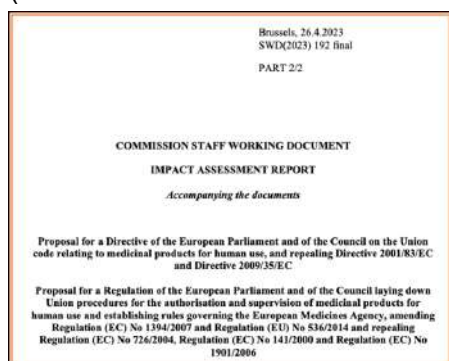 Brussels, 26.4.2023
SWD(2023) 192 final
PART 2/2
COMMISSION STAFF WORKING DOCUMENT
IMPACT ASSESSMENT REPORT
Accompanying the documents
Proposal for a Directive of the European Parliament and of the Council on the Union
code relating to medicinal products for human use, and repealing Directive 2001/83/EC
and Directive 2009/35/EC
Proposal for a Regulation of the European Parliament and of the Council laying down
Union procedures for the authorisation and supervision of medicinal products for
human use and establishing rules governing the European Medicines Agency, amending
Regulation (EC) No 1394/2007 and Regulation (EU) No 536/2014 and repealing
Regulation (EC) No 726/2004, Regulation (EC) No 141/2000 and Regulation (EC) No
1901/2006